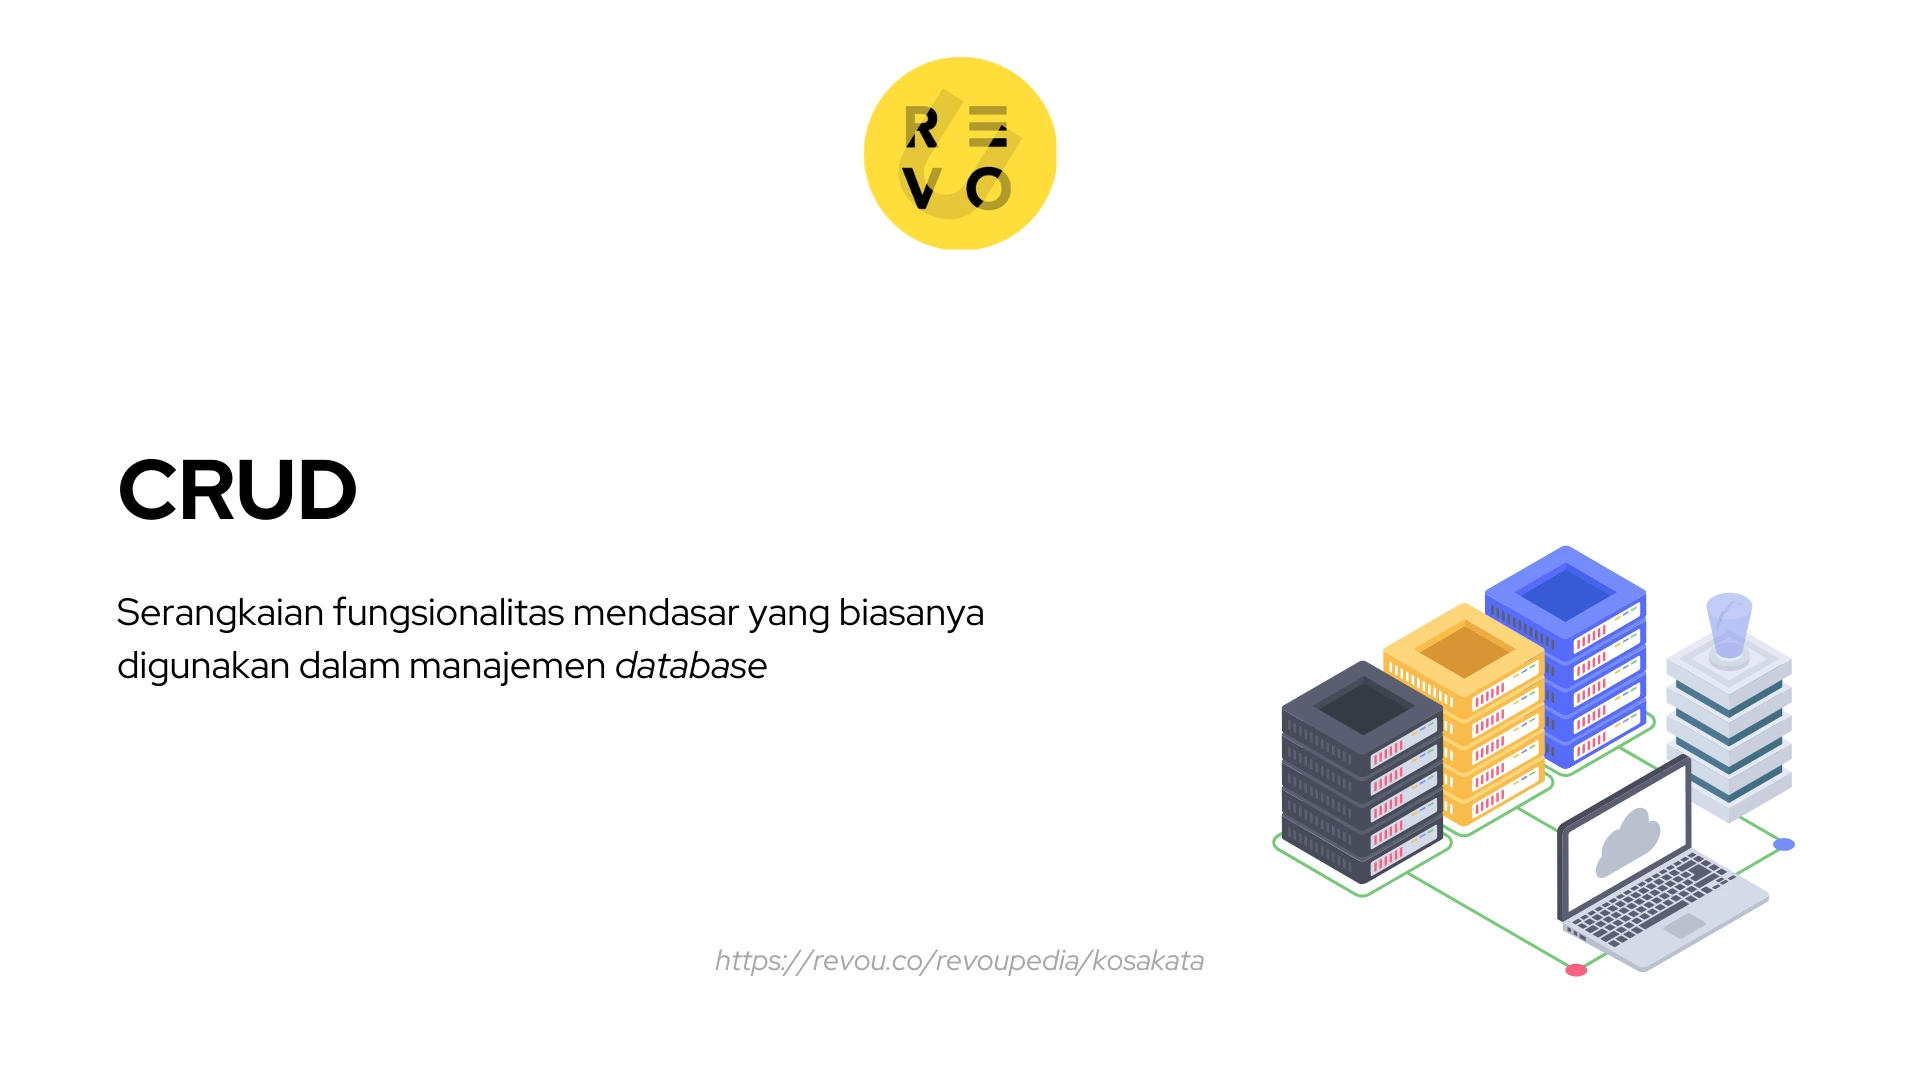 R E
V O
CRUD
Serangkaian fungsionalitas mendasar yang biasanya
digunakan dalam manajemen database
https://revou.co/revoupedia/kosakata